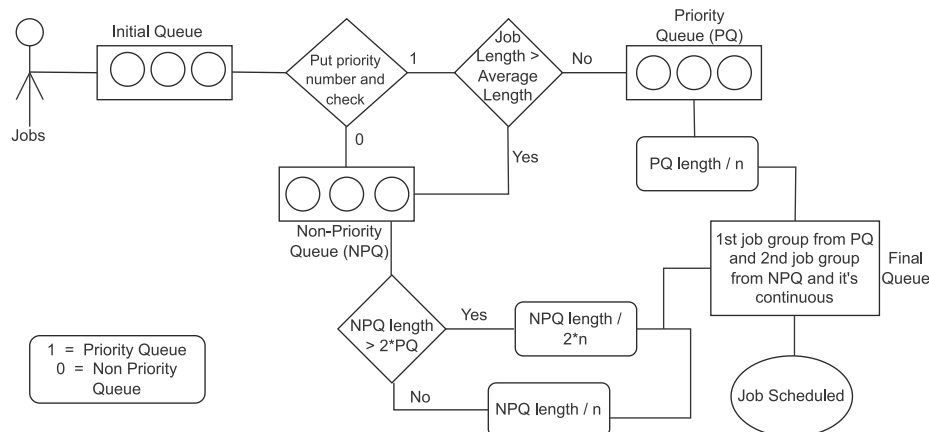 Initial Queue
Jobs
Put priority
number and
check
1
0
Job
Length >
Average
Length
No
Yes
Priority
Queue (PQ)
PQ length / n
Non-Priority
Queue (NPQ)
NPQ length
> 2*PQ
Yes
No
NPQ length /
2*n
NPQ length / n
1st job group from PQ
and 2nd job group
from NPQ and it's
continuous
Final
Queue
Job Scheduled
1 = Priority Queue
0 = Non Priority
Queue